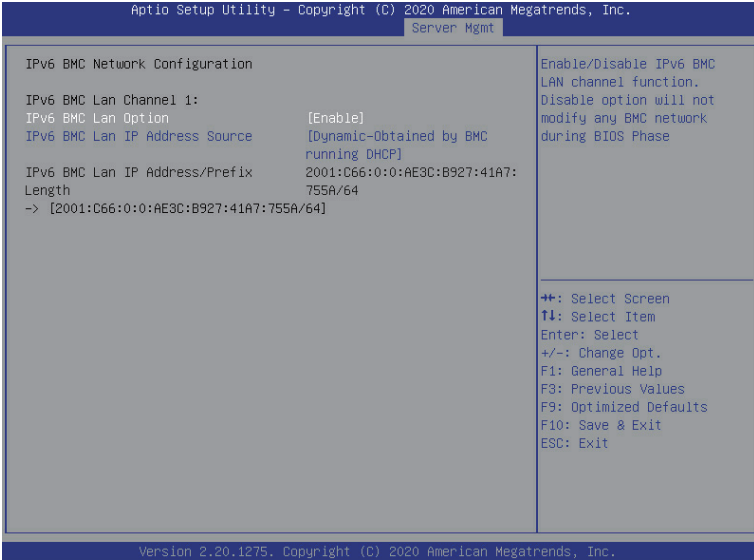 Aptio Setup Utility – Copyright (C) 2020 American Megatrends, Inc.
Server Mgmt
IPv6 BMC Network Configuration
IPv6 BMC Lan Channel 1:
IPv6 BMC Lan Option [Enable]
IPv6 BMC Lan IP Address Source [Dynamic-Obtained by BMC
running DHCP]
IPv6 BMC Lan IP Address/Prefix 2001:C66:0:0:AE3C:B927:41A7:
Length 755A/64
-> [2001:C66:0:0:AE3C:B927:41A7:755A/64]
Enable/Disable IPv6 BMC
LAN channel function.
Disable option will not
modify any BMC network
during BIOS Phase
→←: Select Screen
↑↓: Select Item
Enter: Select
+/-: Change Opt.
F1: General Help
F3: Previous Values
F9: Optimized Defaults
F10: Save & Exit
ESC: Exit
Version 2.20.1275. Copyright (C) 2020 American Megatrends, Inc.